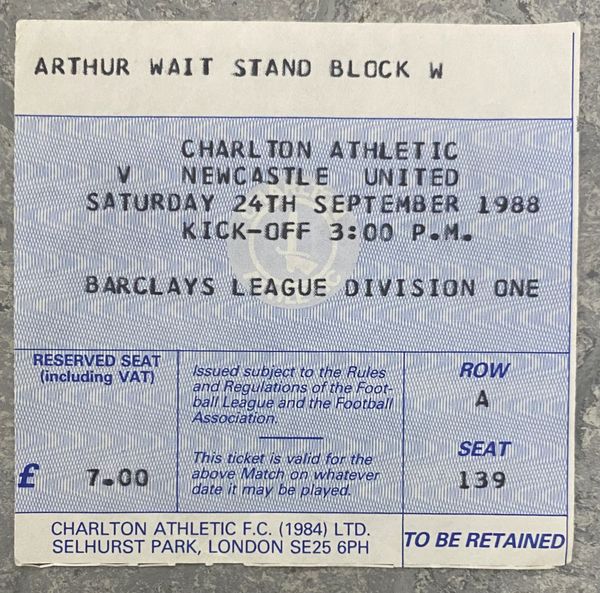 ARTHUR WAIT STAND BLOCK W
CHARLTON ATHLETIC
V NEWCASTLE UNITED
SATURDAY 24TH SEPTEMBER 1988
KICK-OFF 3:00 P.M.
BARCLAYS LEAGUE DIVISION ONE
RESERVED SEAT
(including VAT)
£ 7.00
Issued subject to the Rules
and Regulations of the Foot-
ball League and the Football
Association.
This ticket is valid for the
above Match on whatever
date it may be played.
ROW
A
SEAT
139
CHARLTON ATHLETIC F.C. (1984) LTD.
SELHURST PARK, LONDON SE25 6PH
TO BE RETAINED